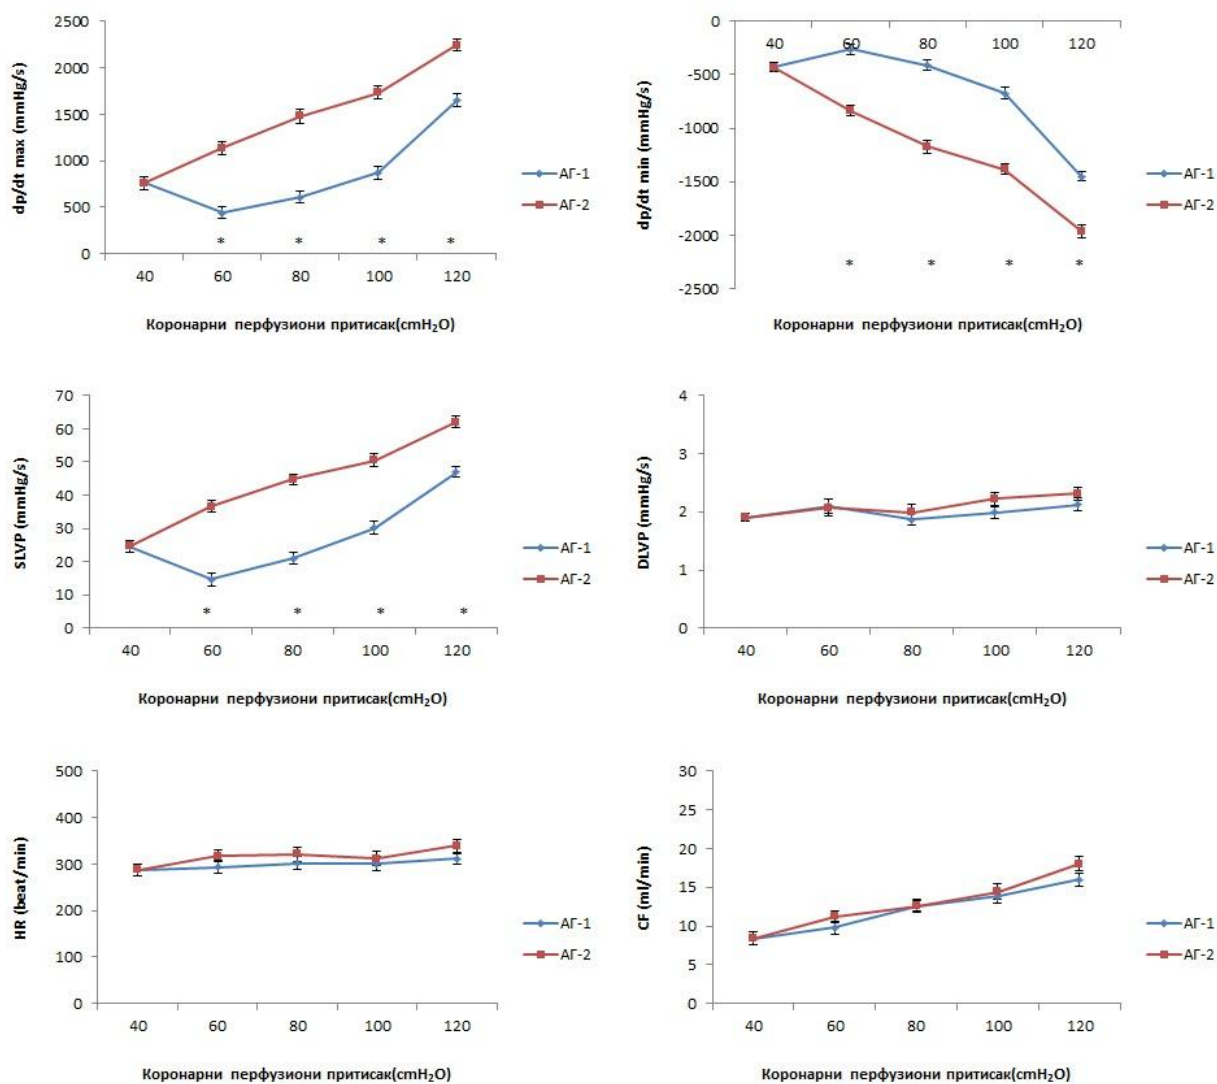 dp/dt max (mmHg/s)
2500
2000
1500
1000
500
0
40 60 80 100 120
* * * *
АГ-1
АГ-2
Коронарни перфузиони притисак(cmH₂O)
dp/dt min (mmHg/s)
0
-500
-1000
-1500
-2000
-2500
40 60 80 100 120
* * * *
АГ-1
АГ-2
Коронарни перфузиони притисак(cmH₂O)
SLVP (mmHg/s)
70
60
50
40
30
20
10
0
40 60 80 100 120
* * * *
АГ-1
АГ-2
Коронарни перфузиони притисак(cmH₂O)
DLVP (mmHg/s)
4
3
2
1
0
40 60 80 100 120
АГ-1
АГ-2
Коронарни перфузиони притисак(cmH₂O)
HR (beat/min)
500
400
300
200
100
0
40 60 80 100 120
АГ-1
АГ-2
Коронарни перфузиони притисак(cmH₂O)
CF (ml/min)
30
25
20
15
10
5
0
40 60 80 100 120
АГ-1
АГ-2
Коронарни перфузиони притисак(cmH₂O)